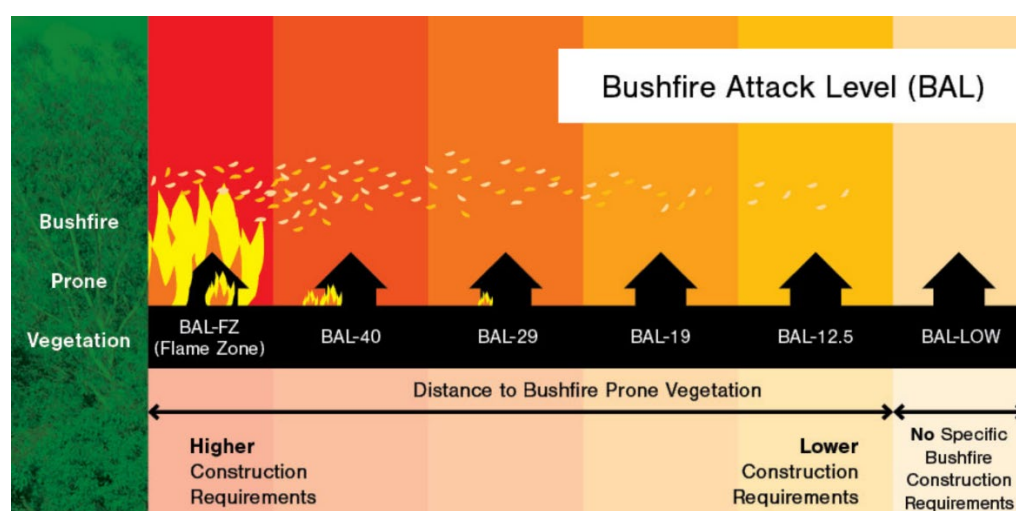 Bushfire Attack Level (BAL)
Bushfire
Prone
Vegetation
BAL-FZ
(Flame Zone)
BAL-40
BAL-29
BAL-19
BAL-12.5
BAL-LOW
Distance to Bushfire Prone Vegetation
Higher
Construction
Requirements
Lower
Construction
Requirements
No Specific
Bushfire
Construction
Requirements